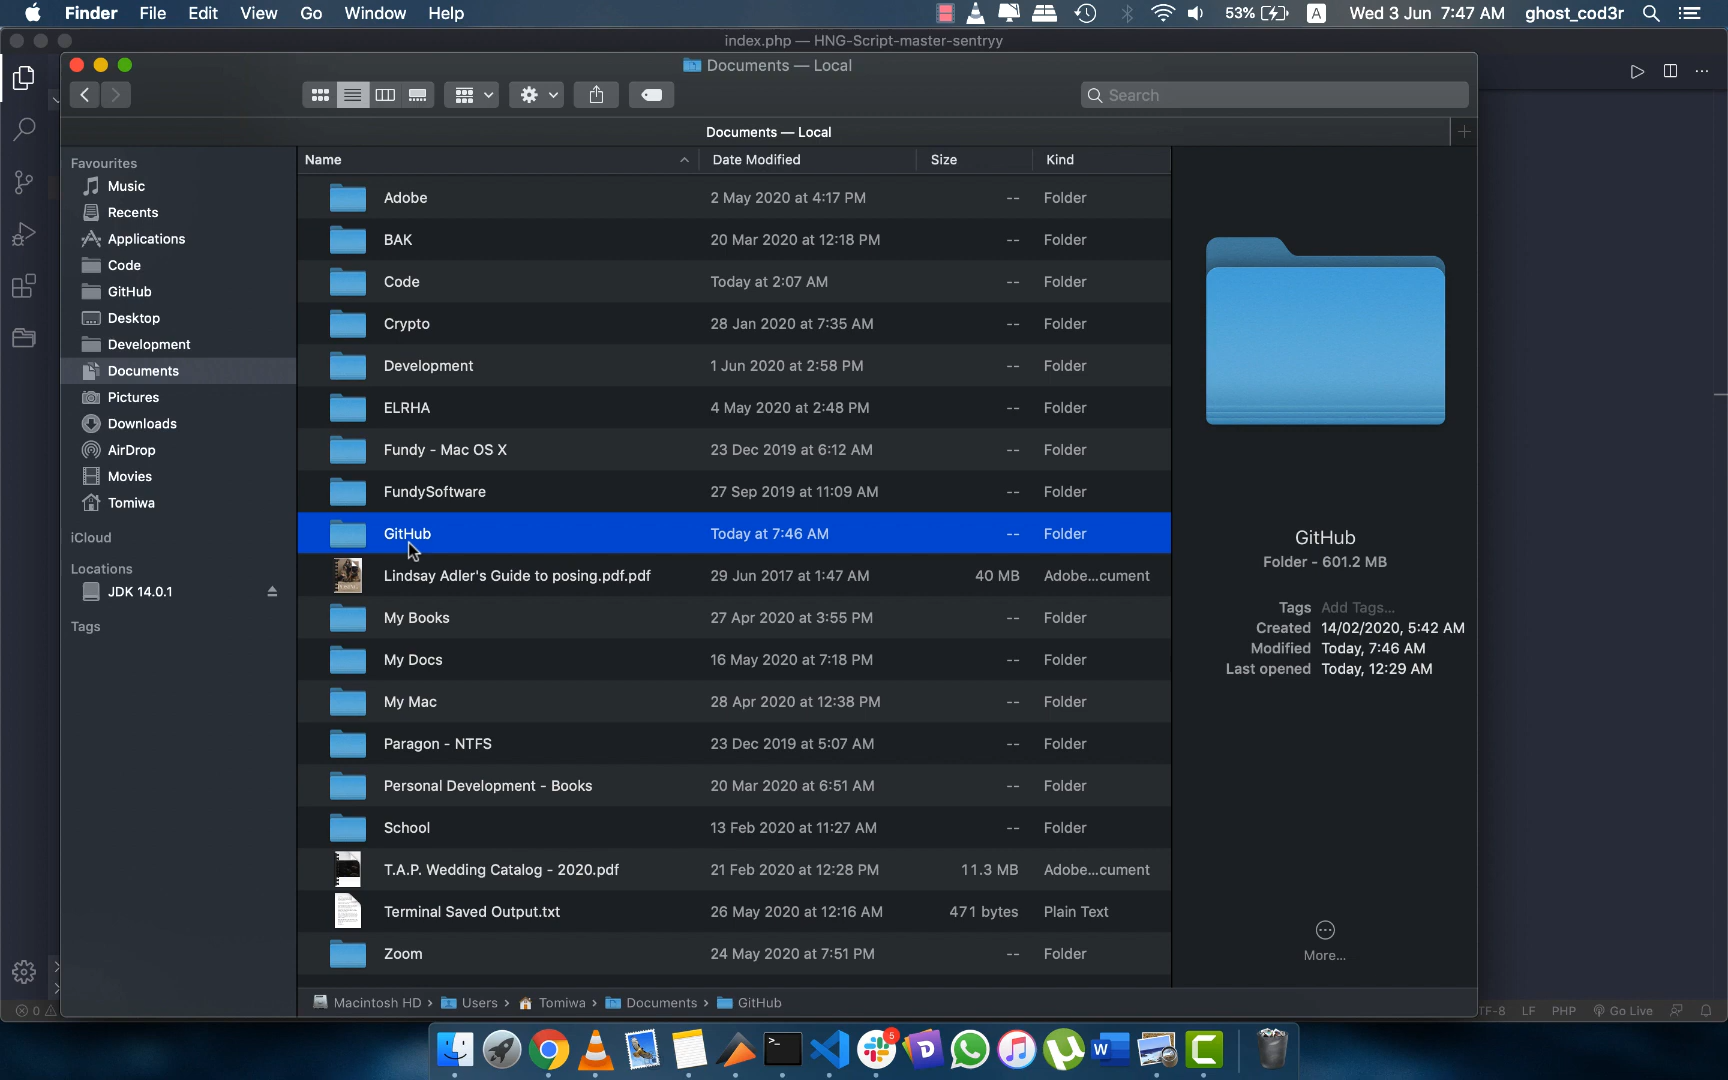 Finder File Edit View Go Window Help 53% A Wed 3 Jun 7:47 AM ghost_cod3r
index.php — HNG-Script-master-sentryy
Documents — Local
Search
Documents — Local
Favourites
Music
Recents
Applications
Code
GitHub
Desktop
Development
Documents
Pictures
Downloads
AirDrop
Movies
Tomiwa
iCloud
Locations
JDK 14.0.1
Tags
Name Date Modified Size Kind
Adobe 2 May 2020 at 4:17 PM -- Folder
BAK 20 Mar 2020 at 12:18 PM -- Folder
Code Today at 2:07 AM -- Folder
Crypto 28 Jan 2020 at 7:35 AM -- Folder
Development 1 Jun 2020 at 2:58 PM -- Folder
ELRHA 4 May 2020 at 2:48 PM -- Folder
Fundy - Mac OS X 23 Dec 2019 at 6:12 AM -- Folder
FundySoftware 27 Sep 2019 at 11:09 AM -- Folder
GitHub Today at 7:46 AM -- Folder
Lindsay Adler's Guide to posing.pdf.pdf 29 Jun 2017 at 1:47 AM 40 MB Adobe...cument
My Books 27 Apr 2020 at 3:55 PM -- Folder
My Docs 16 May 2020 at 7:18 PM -- Folder
My Mac 28 Apr 2020 at 12:38 PM -- Folder
Paragon - NTFS 23 Dec 2019 at 5:07 AM -- Folder
Personal Development - Books 20 Mar 2020 at 6:51 AM -- Folder
School 13 Feb 2020 at 11:27 AM -- Folder
T.A.P. Wedding Catalog - 2020.pdf 21 Feb 2020 at 12:28 PM 11.3 MB Adobe...cument
Terminal Saved Output.txt 26 May 2020 at 12:16 AM 471 bytes Plain Text
Zoom 24 May 2020 at 7:51 PM -- Folder
GitHub
Folder - 601.2 MB
Tags Add Tags...
Created 14/02/2020, 5:42 AM
Modified Today, 7:46 AM
Last opened Today, 12:29 AM
More...
Macintosh HD › Users › Tomiwa › Documents › GitHub
0
TF-8 LF PHP Go Live
5